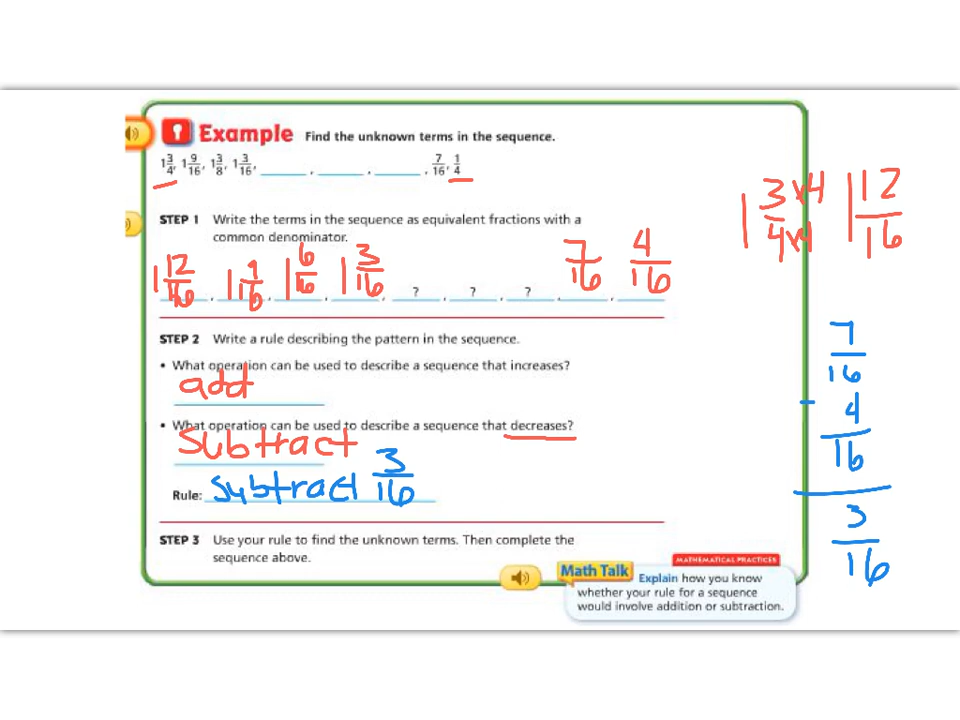 Example Find the unknown terms in the sequence.
1 3/4, 1 9/16, 1 3/8, 1 3/16, ____, ____, ____, 7/16, 1/4
STEP 1 Write the terms in the sequence as equivalent fractions with a
common denominator.
1 12/16, 1 9/16, 1 6/16, 1 3/16, ?, ?, ?, 7/16, 4/16
STEP 2 Write a rule describing the pattern in the sequence.
• What operation can be used to describe a sequence that increases?
add
• What operation can be used to describe a sequence that decreases?
subtract
Rule: subtract 3/16
STEP 3 Use your rule to find the unknown terms. Then complete the
sequence above.
MATHEMATICAL PRACTICES
Math Talk Explain how you know
whether your rule for a sequence
would involve addition or subtraction.
1 3/4 x4 x4 1 12/16
7/16
- 4/16
3/16